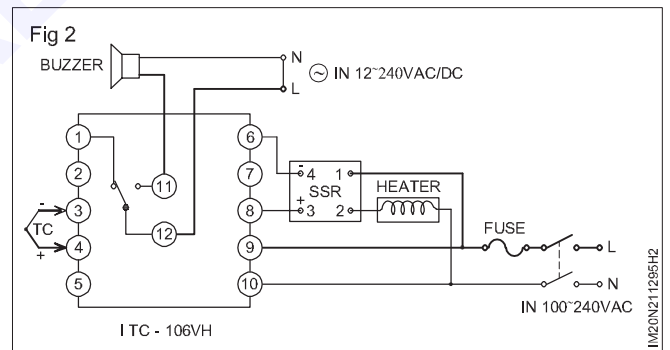 Fig 2
BUZZER
N
L
IN 12~240VAC/DC
1
2
3
4
5
6
7
8
9
10
11
12
-
TC
+
-
4
1
SSR
+
3
2
HEATER
FUSE
L
N
IN 100~240VAC
ITC - 106VH
IM20N211295H2